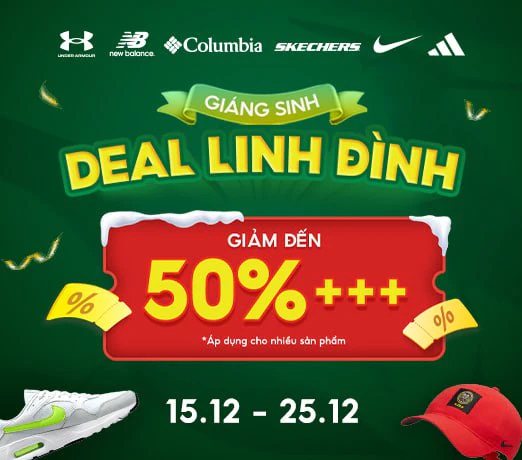 UNDER ARMOUR
new balance
Columbia
SKECHERS
GIÁNG SINH
DEAL LINH ĐÌNH
GIẢM ĐẾN
50%+++
%
%
*Áp dụng cho nhiều sản phẩm
15.12 - 25.12